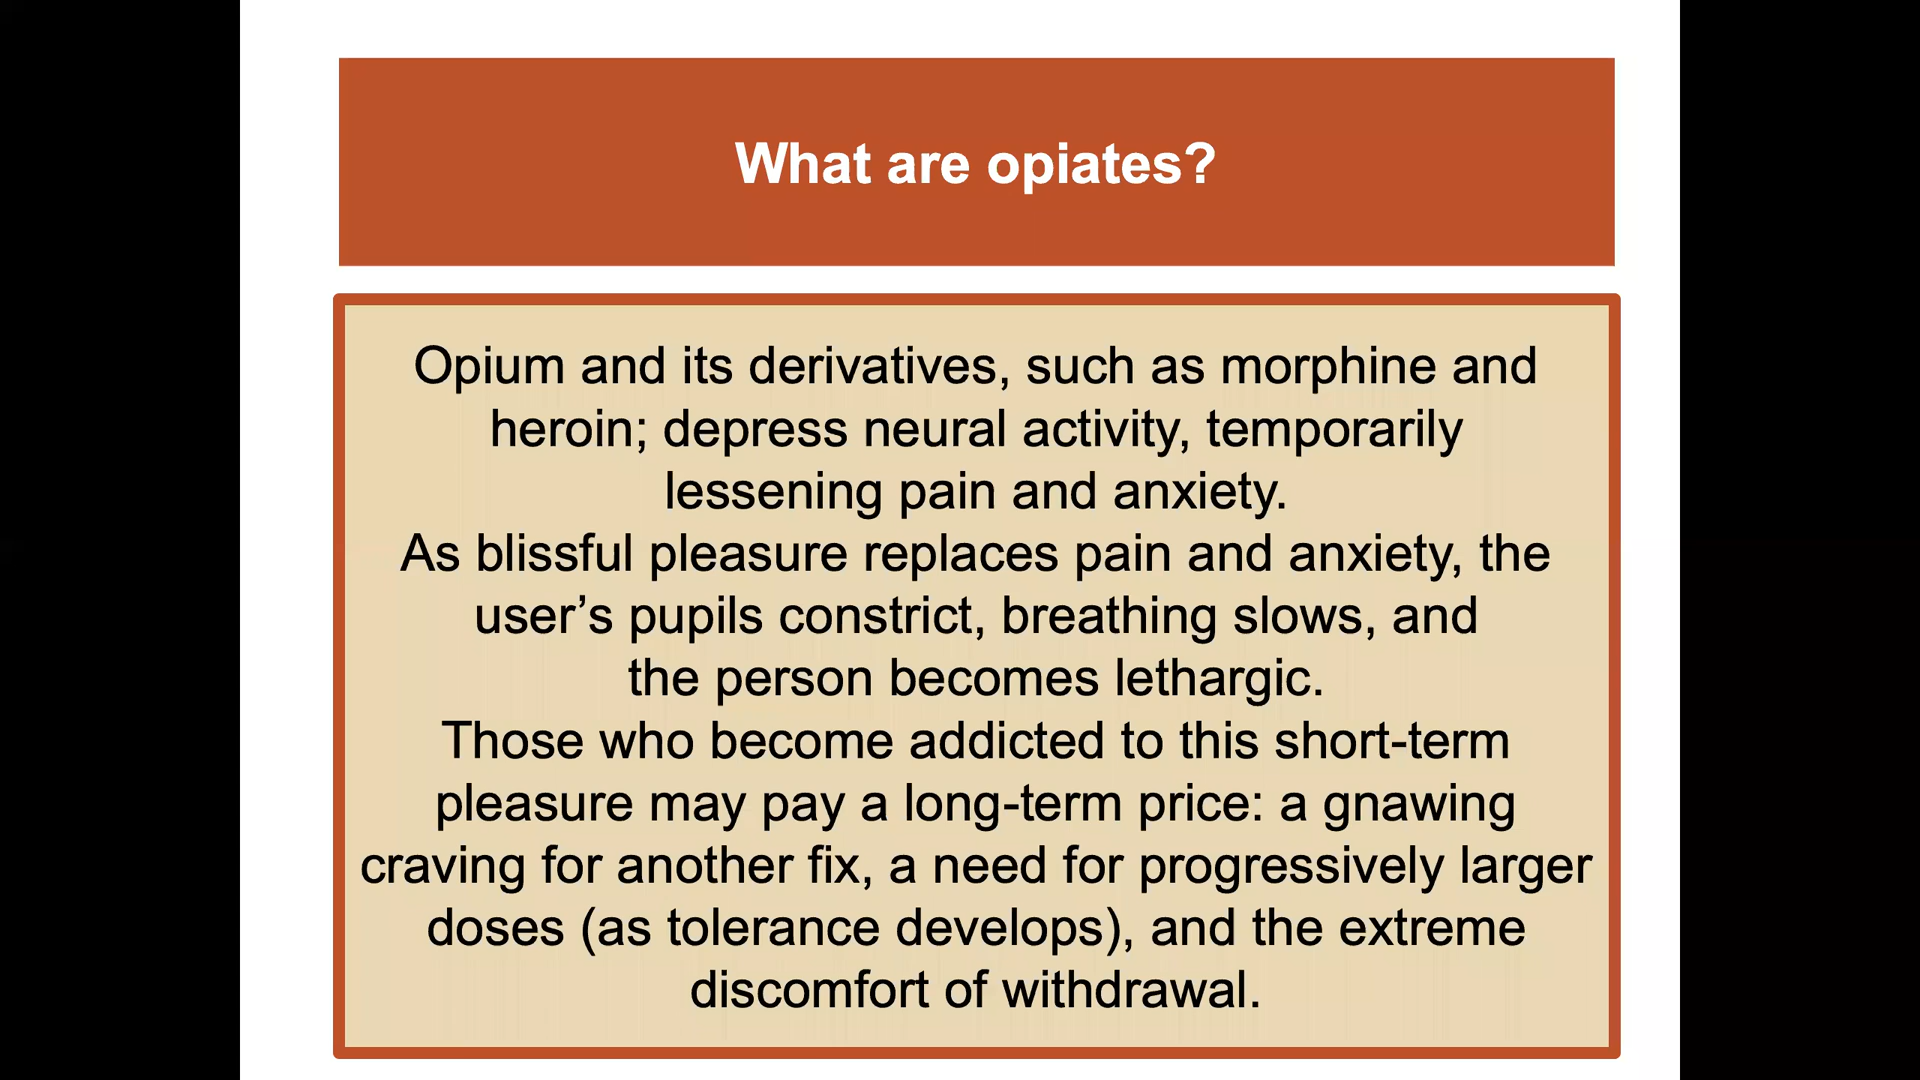 What are opiates?
Opium and its derivatives, such as morphine and
heroin; depress neural activity, temporarily
lessening pain and anxiety.
As blissful pleasure replaces pain and anxiety, the
user’s pupils constrict, breathing slows, and
the person becomes lethargic.
Those who become addicted to this short-term
pleasure may pay a long-term price: a gnawing
craving for another fix, a need for progressively larger
doses (as tolerance develops), and the extreme
discomfort of withdrawal.